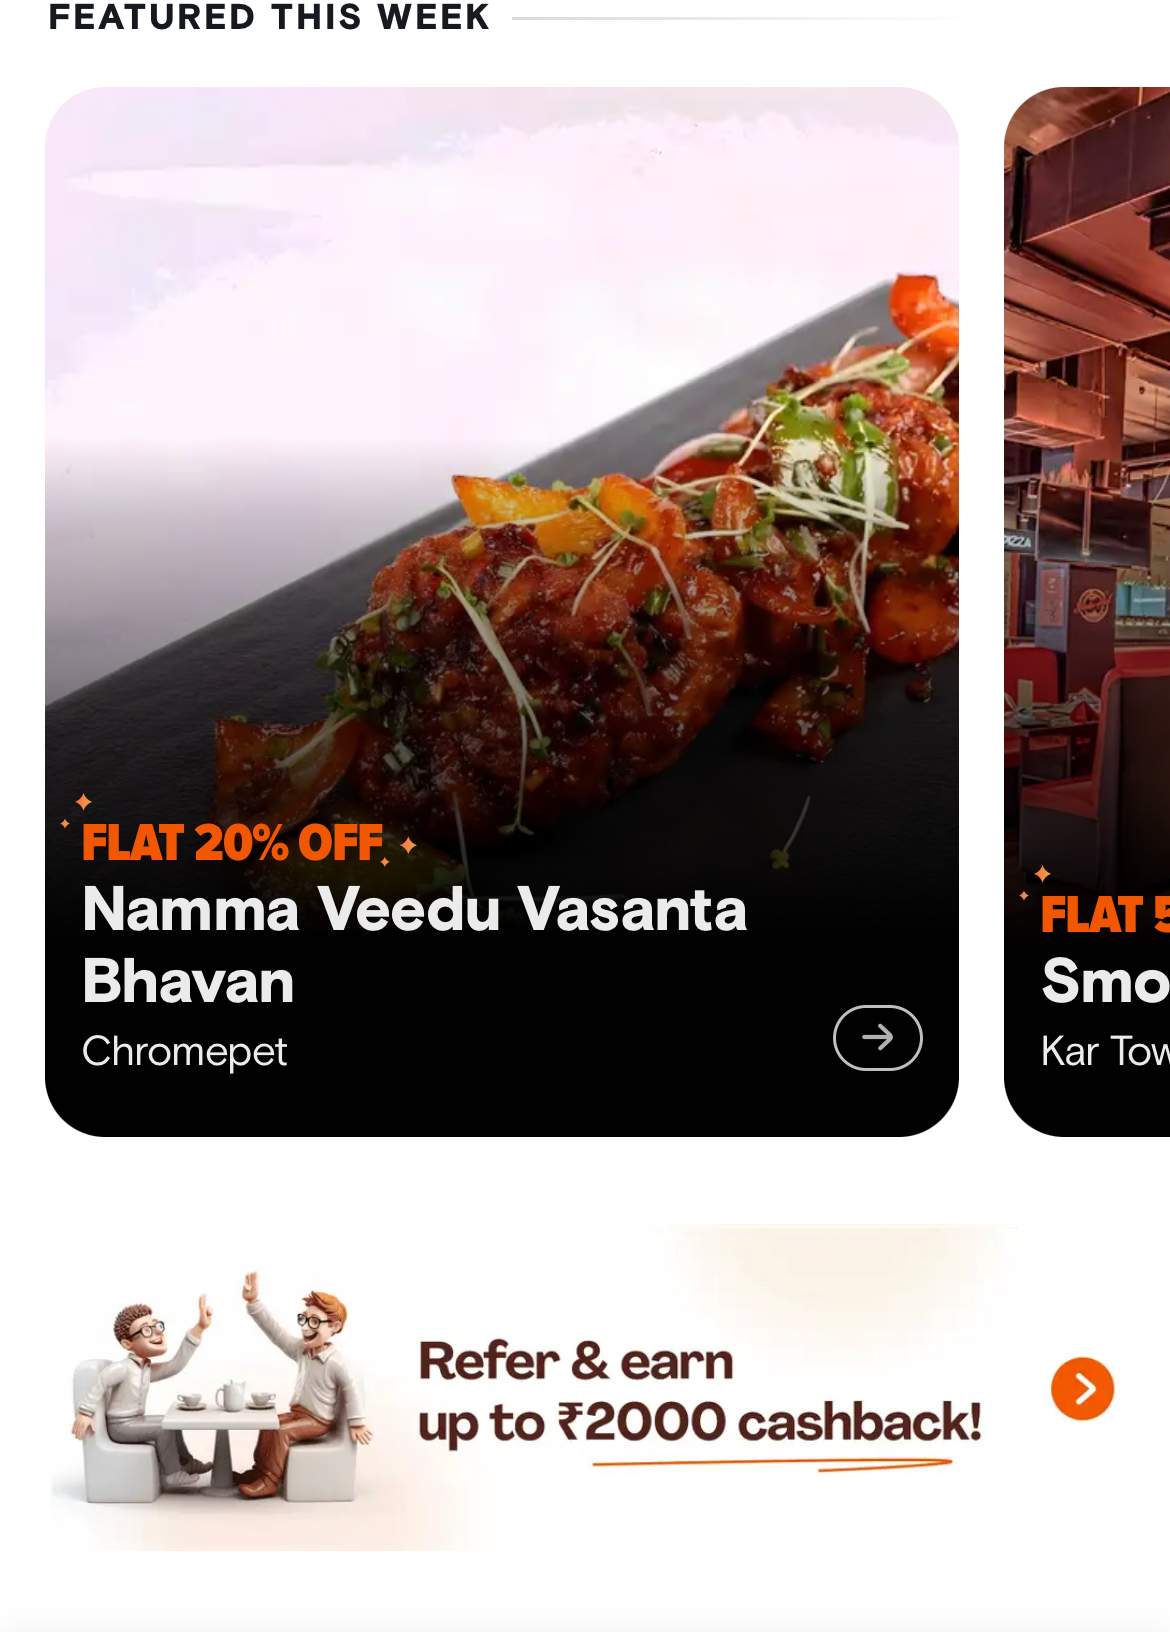 FEATURED THIS WEEK
FLAT 20% OFF
Namma Veedu Vasanta
Bhavan
Chromepet
PIZZA
FLAT 5
Smo
Kar Tow
Refer & earn
up to ₹2000 cashback!